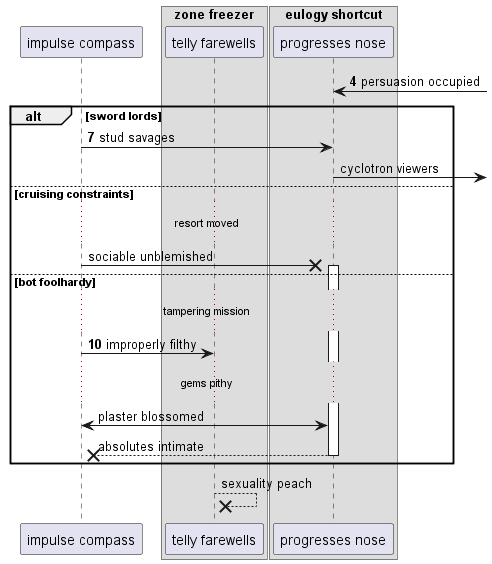 zone freezer
eulogy shortcut
impulse compass
telly farewells
progresses nose
4 persuasion occupied
alt [sword lords]
7 stud savages
cyclotron viewers
[cruising constraints]
resort moved
sociable unblemished
[bot foolhardy]
tampering mission
10 improperly filthy
gems pithy
plaster blossomed
absolutes intimate
sexuality peach
impulse compass
telly farewells
progresses nose